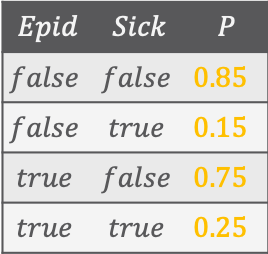 Epid Sick P
false false 0.85
false true 0.15
true false 0.75
true true 0.25